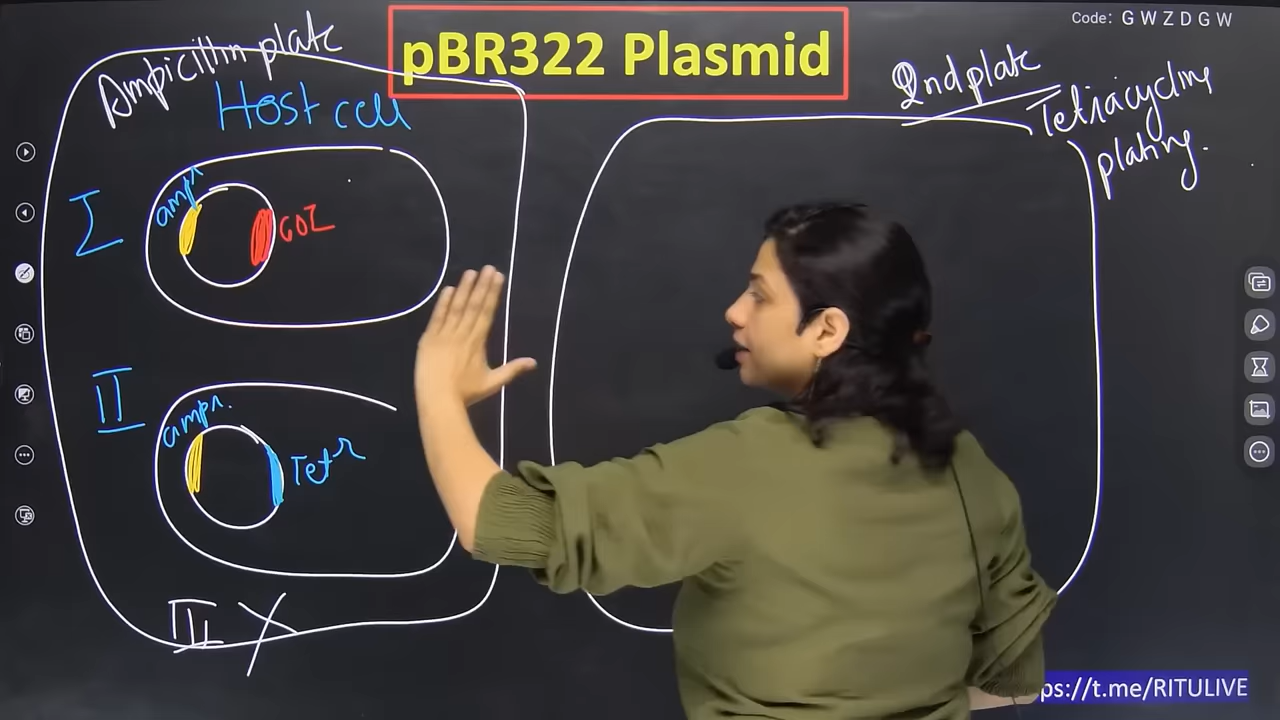 Code: G W Z D G W
pBR322 Plasmid
Ampicillin plate
Host cell
I
ampr
GOI
II
ampr.
Tetr
III X
2nd plate
Tetracycline
plating.
ps://t.me/RITULIVE